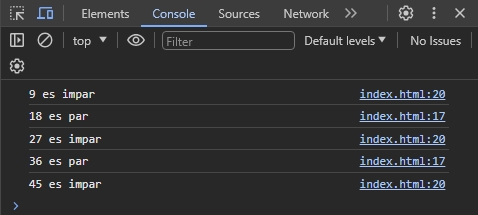 Elements Console Sources Network
top Filter Default levels No Issues
9 es impar index.html:20
18 es par index.html:17
27 es impar index.html:20
36 es par index.html:17
45 es impar index.html:20